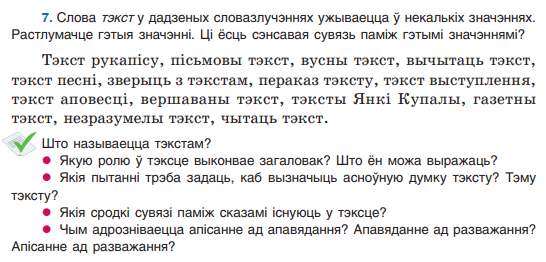 7. Слова тэкст у дадзеных словазлучэннях ужываецца ў некалькіх значэннях.
Растлумачце гэтыя значэнні. Ці ёсць сэнсавая сувязь паміж гэтымі значэннямі?
Тэкст рукапісу, пісьмовы тэкст, вусны тэкст, вычытаць тэкст,
тэкст песні, зверыць з тэкстам, пераказ тэксту, тэкст выступлення,
тэкст аповесці, вершаваны тэкст, тэксты Янкі Купалы, газетны
тэкст, незразумелы тэкст, чытаць тэкст.
Што называецца тэкстам?
● Якую ролю ў тэксце выконвае загаловак? Што ён можа выражаць?
● Якія пытанні трэба задаць, каб вызначыць асноўную думку тэксту? Тэму
тэксту?
● Якія сродкі сувязі паміж сказамі існуюць у тэксце?
● Чым адрозніваецца апісанне ад апавядання? Апавяданне ад разважання?
Апісанне ад разважання?